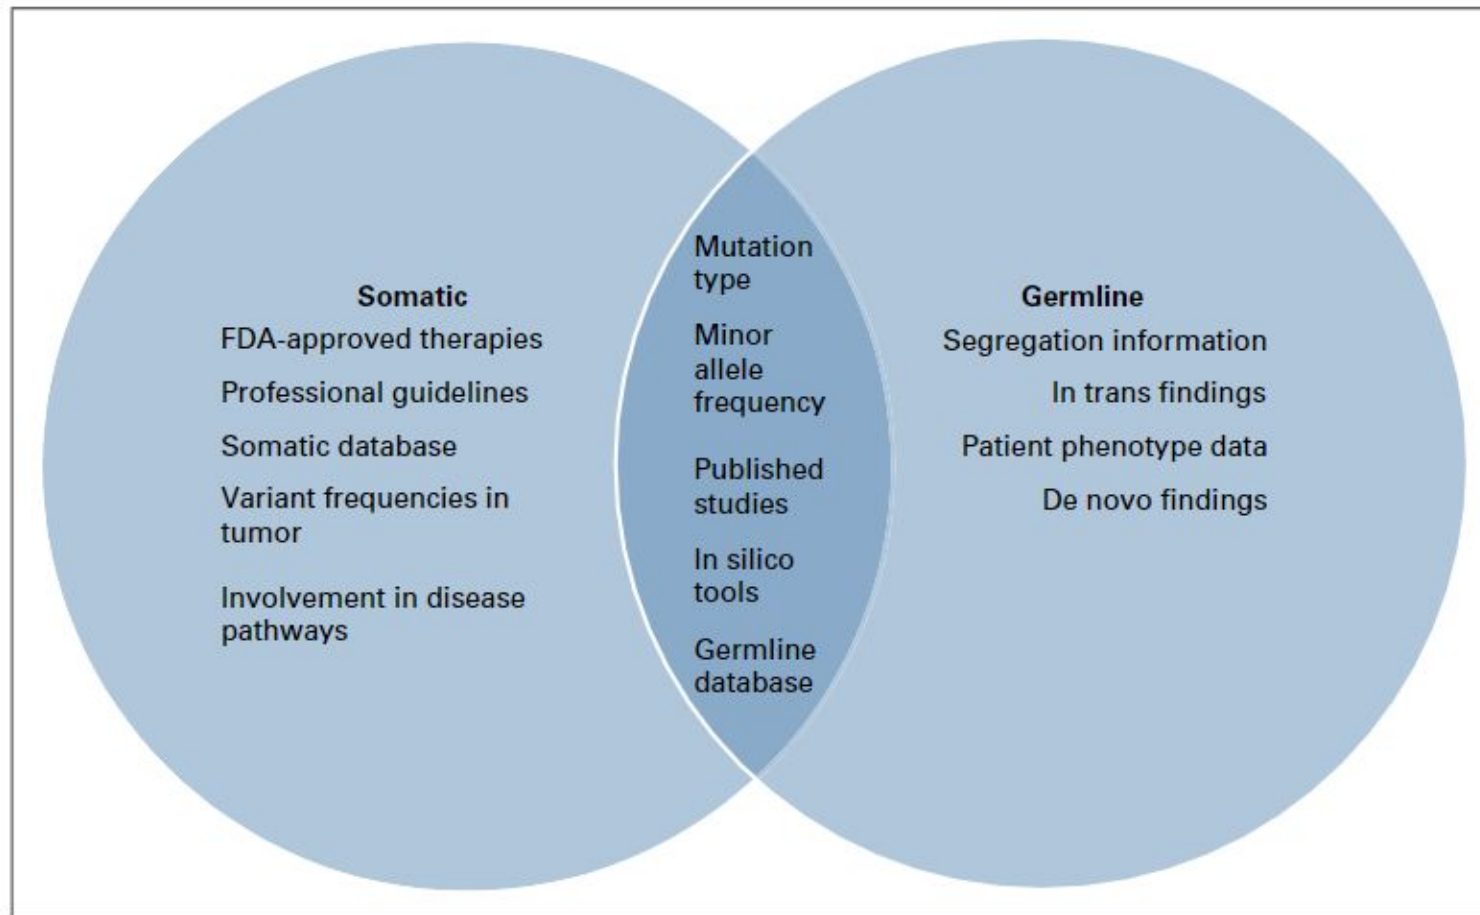 Somatic
FDA-approved therapies
Professional guidelines
Somatic database
Variant frequencies in
tumor
Involvement in disease
pathways
Mutation
type
Minor
allele
frequency
Published
studies
In silico
tools
Germline
database
Germline
Segregation information
In trans findings
Patient phenotype data
De novo findings